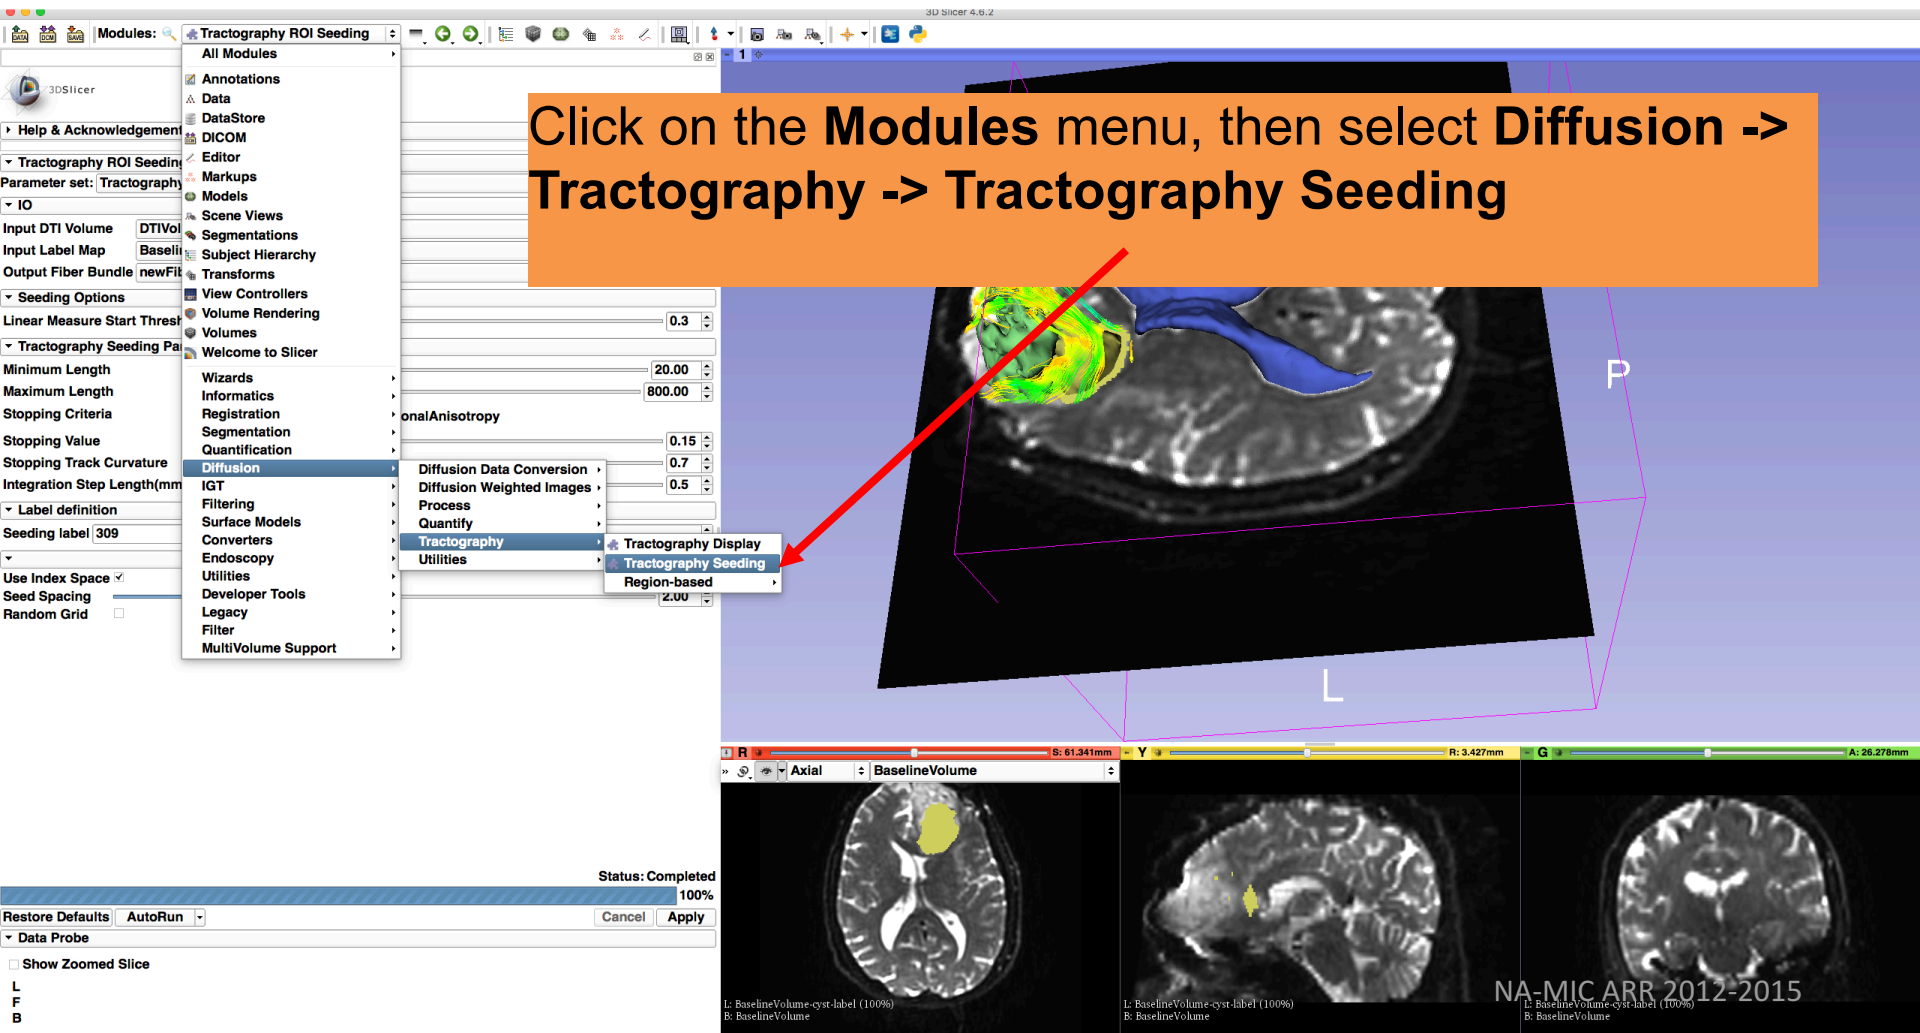 3D Slicer 4.6.2
DATA DCM SAVE Modules: Tractography ROI Seeding
All Modules
Annotations
Data
DataStore
DICOM
Editor
Markups
Models
Scene Views
Segmentations
Subject Hierarchy
Transforms
View Controllers
Volume Rendering
Volumes
Welcome to Slicer
Wizards
Informatics
Registration
Segmentation
Quantification
Diffusion
IGT
Filtering
Surface Models
Converters
Endoscopy
Utilities
Developer Tools
Legacy
Filter
MultiVolume Support
Diffusion Data Conversion
Diffusion Weighted Images
Process
Quantify
Tractography
Utilities
Tractography Display
Tractography Seeding
Region-based
3DSlicer
Help & Acknowledgement
Tractography ROI Seeding
Parameter set: Tractography
IO
Input DTI Volume DTIVol
Input Label Map Baselin
Output Fiber Bundle newFib
Seeding Options
Linear Measure Start Thresh 0.3
Tractography Seeding Pa
Minimum Length 20.00
Maximum Length 800.00
Stopping Criteria onalAnisotropy
Stopping Value 0.15
Stopping Track Curvature 0.7
Integration Step Length(mm 0.5
Label definition
Seeding label 309
Use Index Space
Seed Spacing 2.00
Random Grid
Status: Completed
100%
Restore Defaults AutoRun Cancel Apply
Data Probe
Show Zoomed Slice
L
F
B
1
Click on the Modules menu, then select Diffusion ->
Tractography -> Tractography Seeding
P
L
R S: 61.341mm
Axial BaselineVolume
L: BaselineVolume-cyst-label (100%)
B: BaselineVolume
Y R: 3.427mm
L: BaselineVolume-cyst-label (100%)
B: BaselineVolume
G A: 26.278mm
NA-MIC ARR 2012-2015
L: BaselineVolume-cyst-label (100%)
B: BaselineVolume